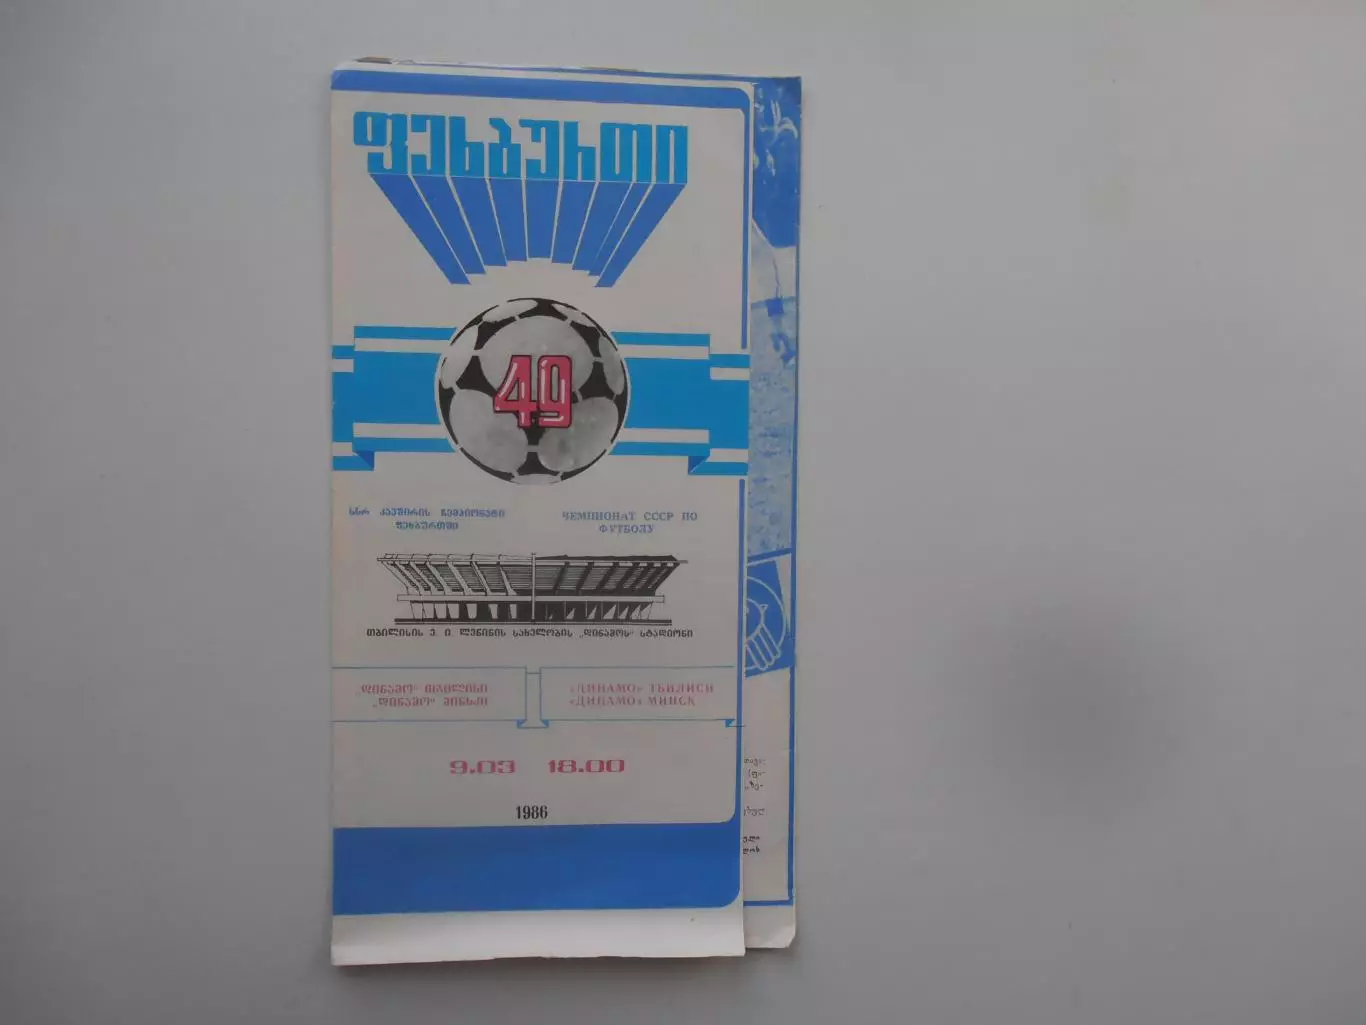 ფეხბურთი
49
სსრ კავშირის ჩემპიონატი
ფეხბურთში
ЧЕМПИОНАТ СССР ПО
ФУТБОЛУ
თბილისის ვ. ი. ლენინის სახელობის „დინამოს“ სტადიონი
„დინამო“ თბილისი
„დინამო“ მინსკი
«ДИНАМО» ТБИЛИСИ
«ДИНАМО» МИНСК
9.03 18.00
1986